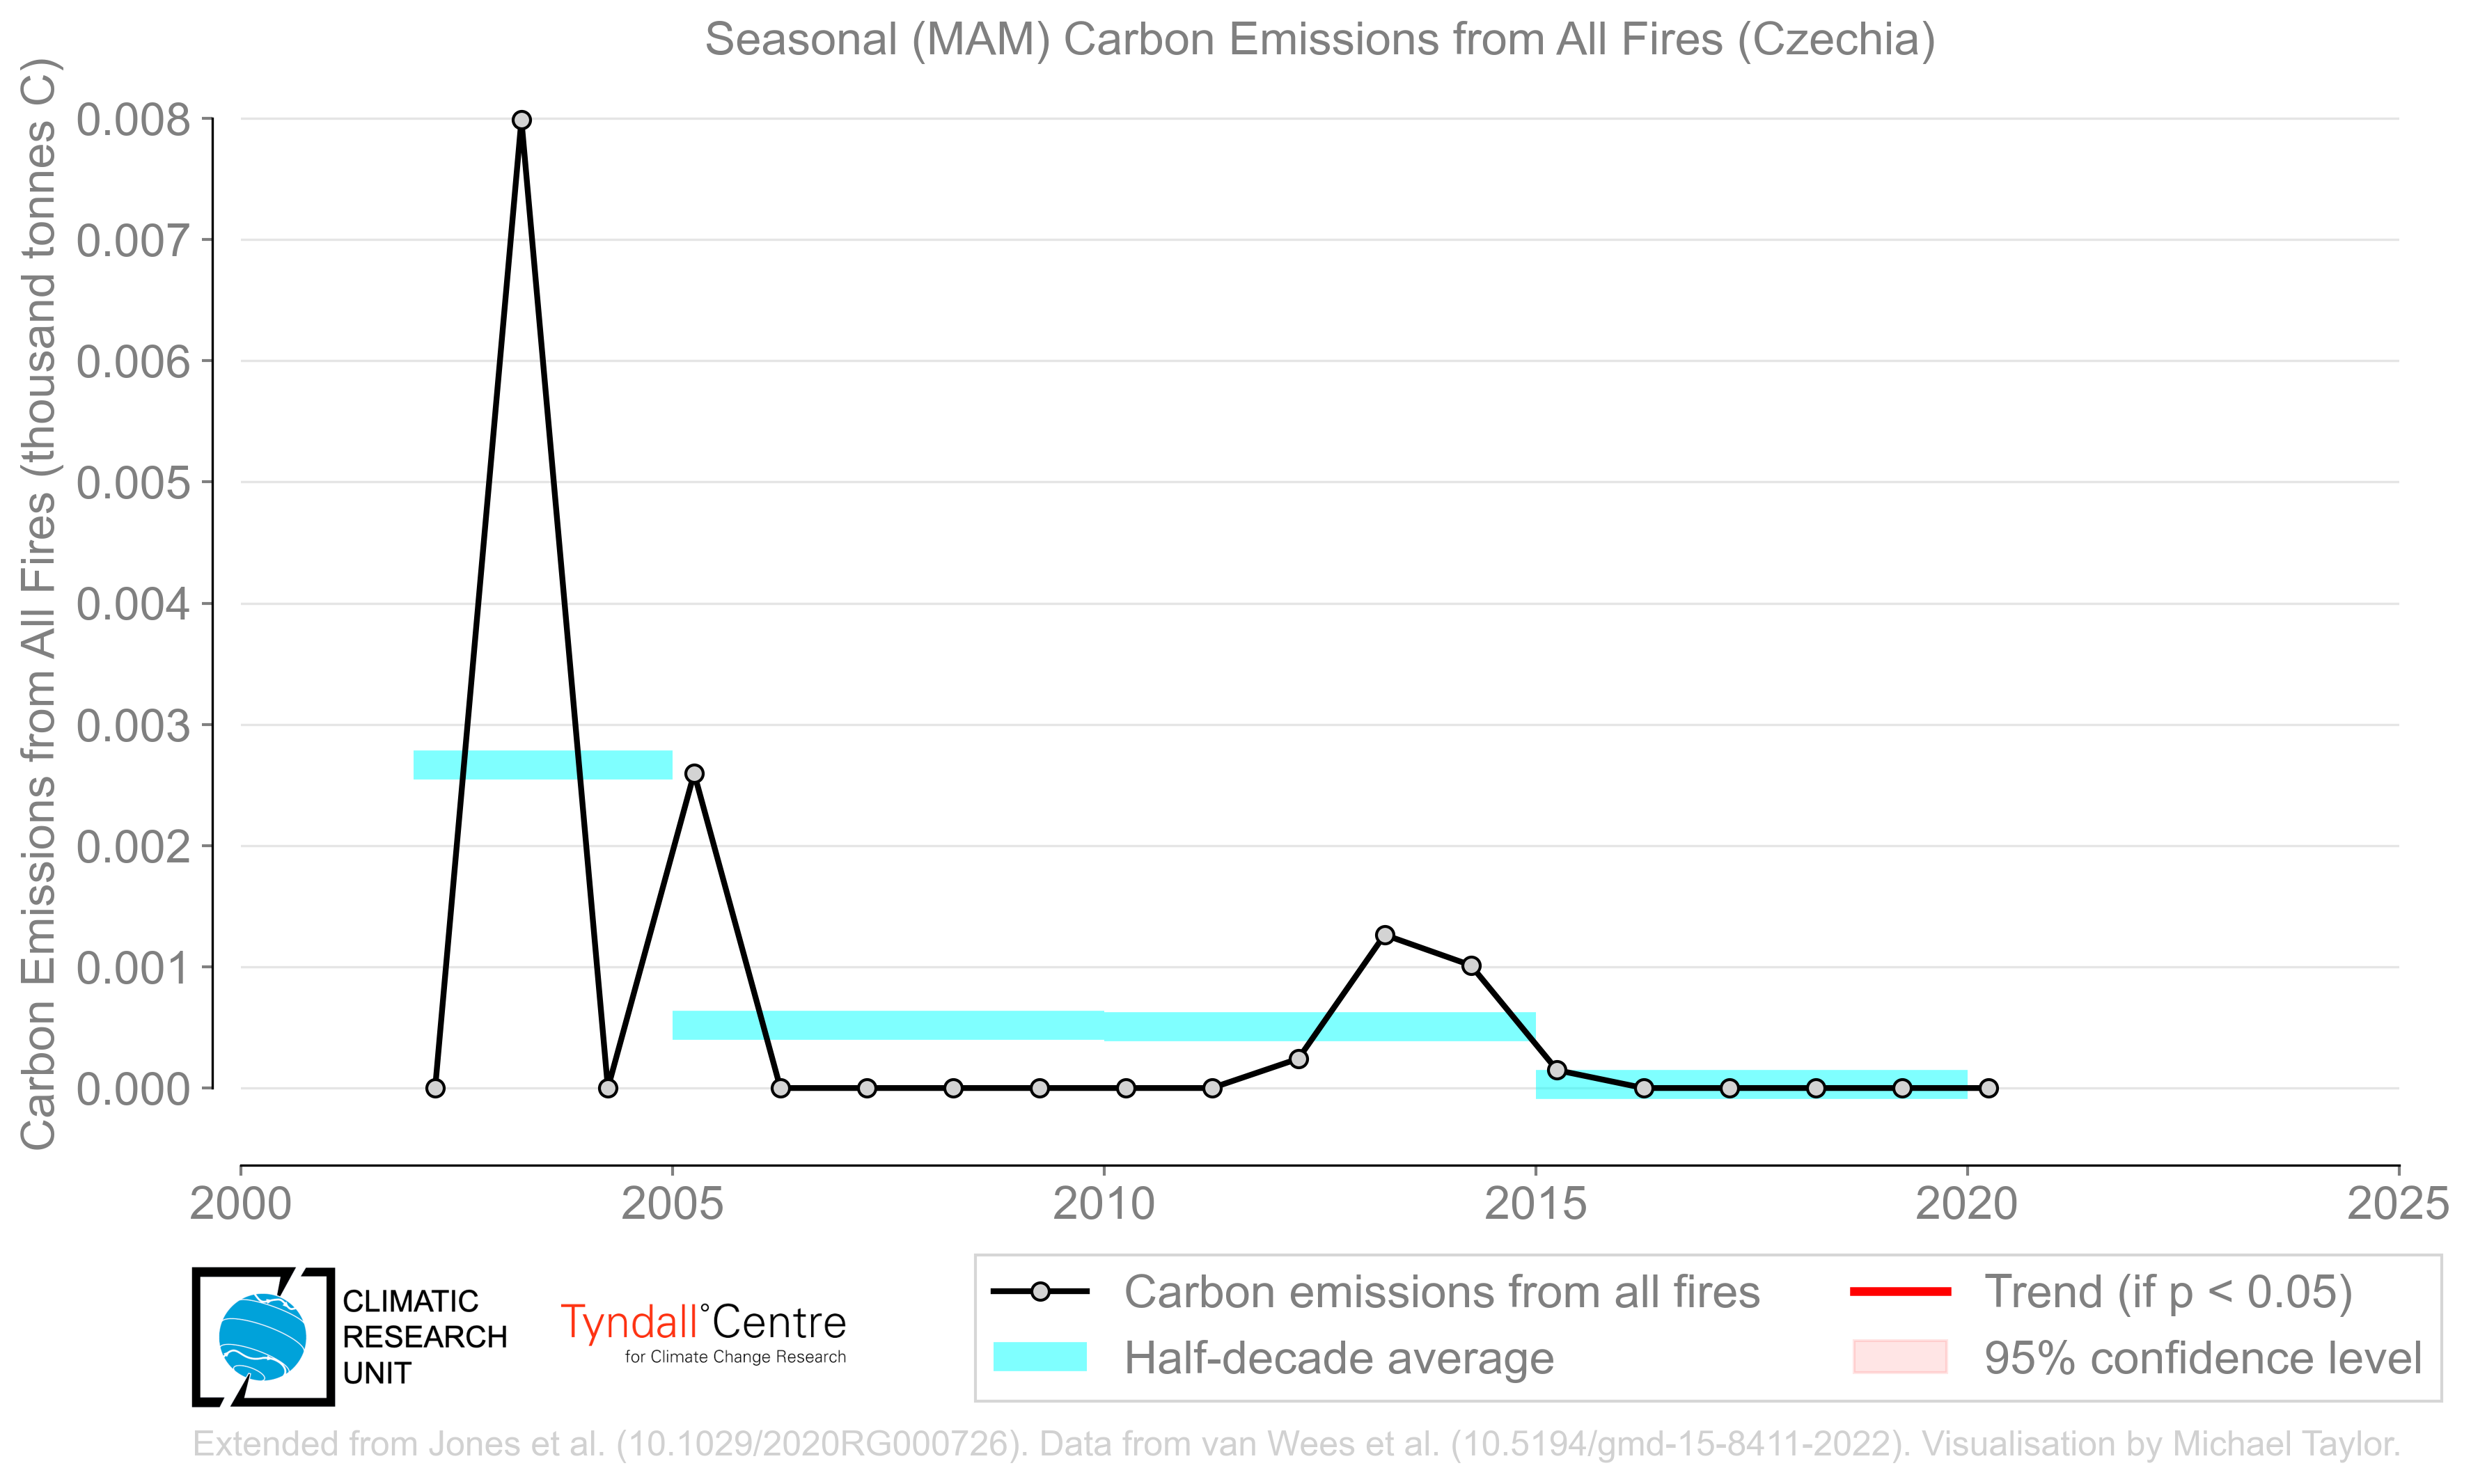 Seasonal (MAM) Carbon Emissions from All Fires (Czechia)
Carbon Emissions from All Fires (thousand tonnes C)
0.008
0.007
0.006
0.005
0.004
0.003
0.002
0.001
0.000
2000 2005 2010 2015 2020 2025
CLIMATIC
RESEARCH
UNIT
Tyndall°Centre
for Climate Change Research
Carbon emissions from all fires
Half-decade average
Trend (if p < 0.05)
95% confidence level
Extended from Jones et al. (10.1029/2020RG000726). Data from van Wees et al. (10.5194/gmd-15-8411-2022). Visualisation by Michael Taylor.